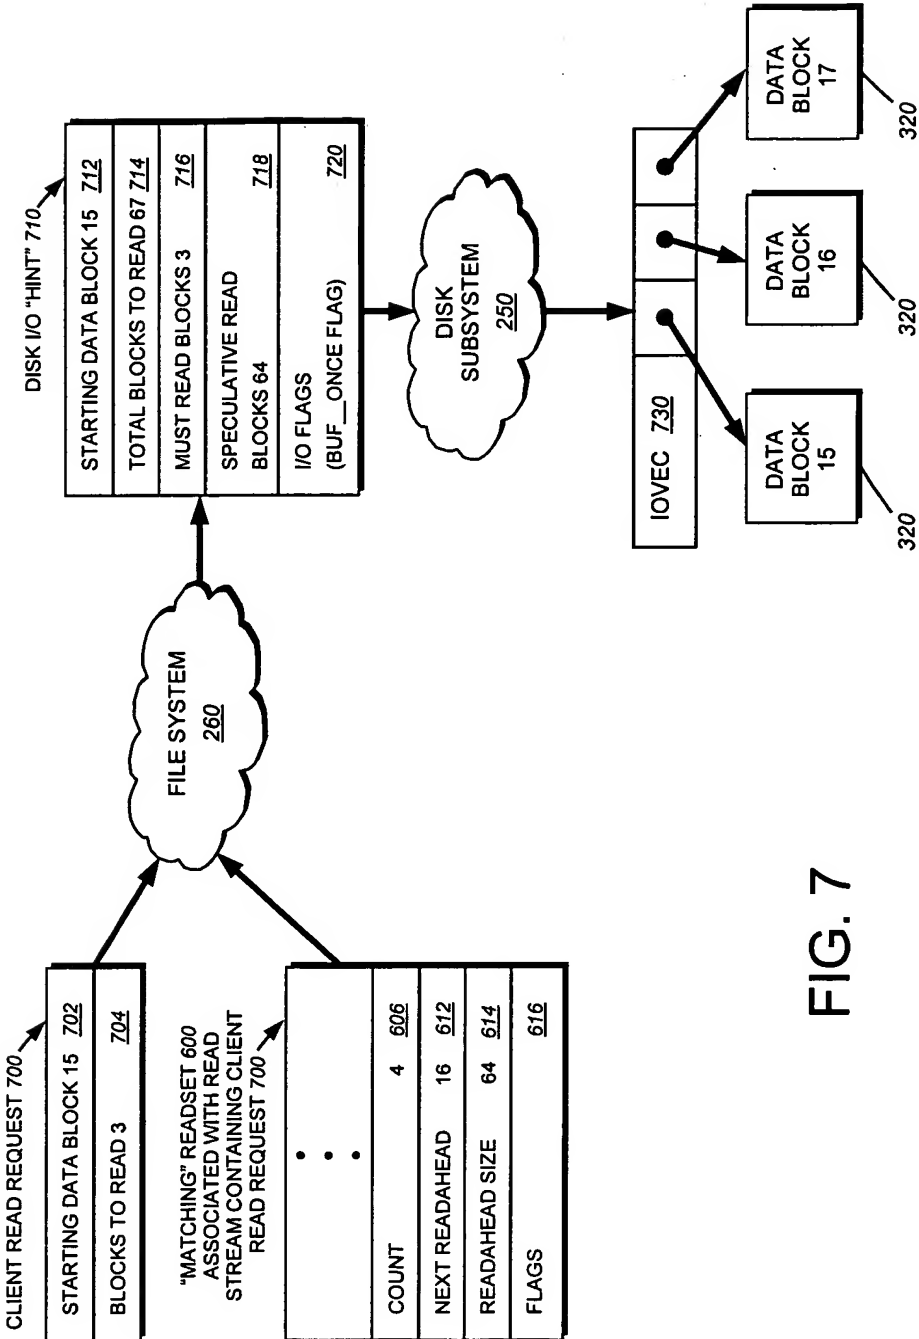 CLIENT READ REQUEST 700
STARTING DATA BLOCK 15 702
BLOCKS TO READ 3 704
"MATCHING" READSET 600
ASSOCIATED WITH READ
STREAM CONTAINING CLIENT
READ REQUEST 700
COUNT 4 606
NEXT READAHEAD 16 612
READAHEAD SIZE 64 614
FLAGS 616
FILE SYSTEM
260
DISK I/O "HINT" 710
STARTING DATA BLOCK 15 712
TOTAL BLOCKS TO READ 67 714
MUST READ BLOCKS 3 716
SPECULATIVE READ
BLOCKS 64 718
I/O FLAGS
(BUF__ONCE FLAG) 720
DISK
SUBSYSTEM
250
IOVEC 730
DATA
BLOCK
15
320
DATA
BLOCK
16
320
DATA
BLOCK
17
320
FIG. 7